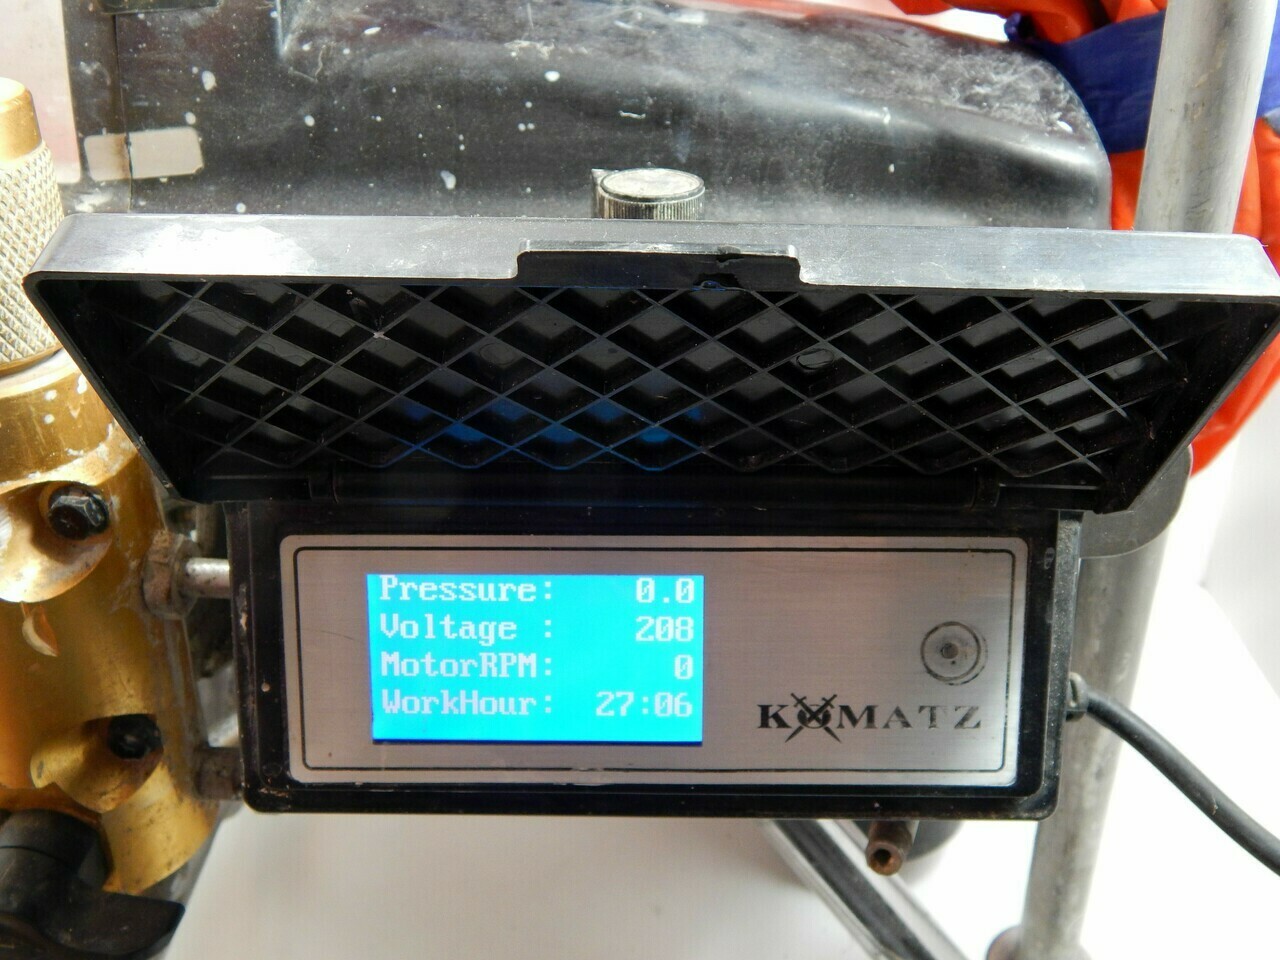 Pressure: 0.0
Voltage : 208
MotorRPM: 0
WorkHour: 27:06
KOMATZ